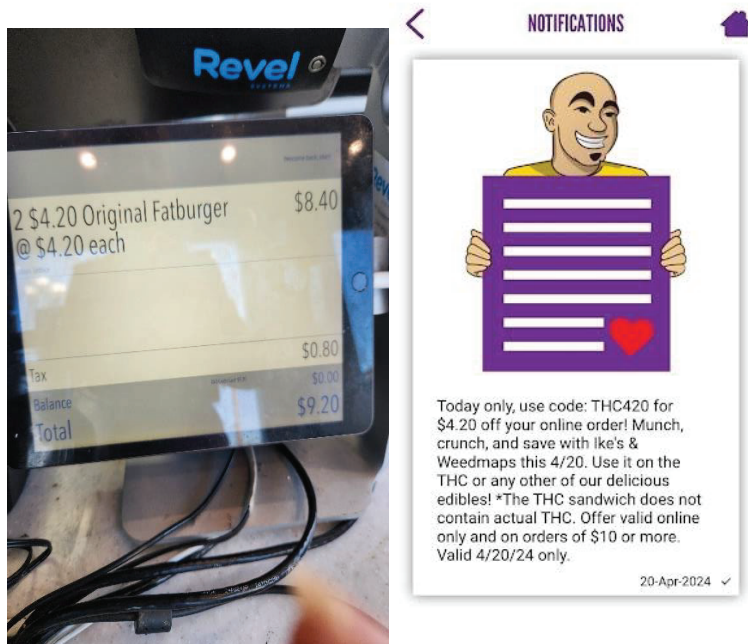 Revel
SYSTEMS
2 $4.20 Original Fatburger $8.40
@ $4.20 each
Tax $0.80
Balance $0.00
Total $9.20
NOTIFICATIONS
Today only, use code: THC420 for
$4.20 off your online order! Munch,
crunch, and save with Ike's &
Weedmaps this 4/20. Use it on the
THC or any other of our delicious
edibles! *The THC sandwich does not
contain actual THC. Offer valid online
only and on orders of $10 or more.
Valid 4/20/24 only.
20-Apr-2024